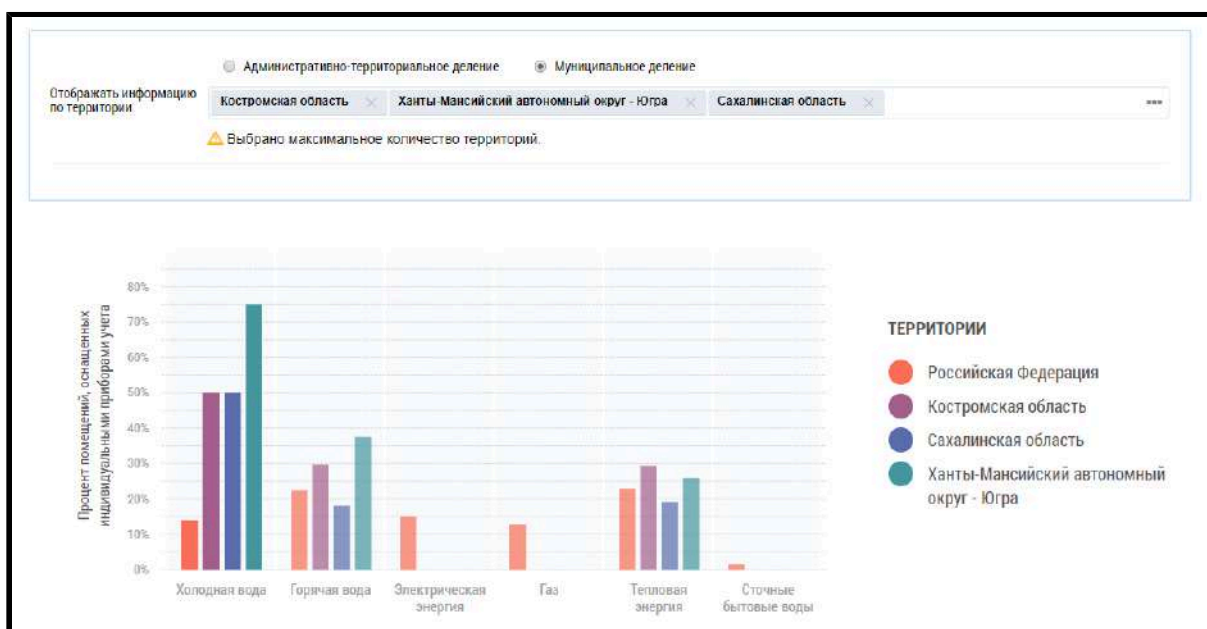 Административно-территориальное деление Муниципальное деление
Отображать информацию
по территории
Костромская область Ханты-Мансийский автономный округ - Югра Сахалинская область
Выбрано максимальное количество территорий.
Процент помещений, оснащенных
индивидуальными приборами учета
80%
70%
60%
50%
40%
30%
20%
10%
0%
Холодная вода Горячая вода Электрическая
энергия
Газ
Тепловая
энергия
Сточные
бытовые воды
ТЕРРИТОРИИ
Российская Федерация
Костромская область
Сахалинская область
Ханты-Мансийский автономный
округ - Югра